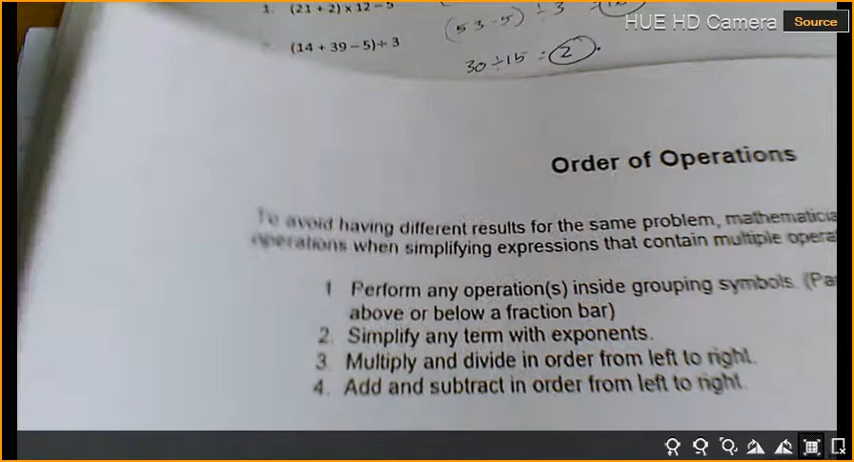 1. (21 + 2) x 12 – 5
(14 + 39 – 5) ÷ 3
(53-5) ÷ 3
30 ÷ 15 = 2
HUE HD Camera
Source
Order of Operations
To avoid having different results for the same problem,
operations when simplifying expressions that contain multiple
1 Perform any operation(s) inside grouping symbols.
above or below a fraction bar)
2. Simplify any term with exponents.
3. Multiply and divide in order from left to right.
4. Add and subtract in order from left to right.